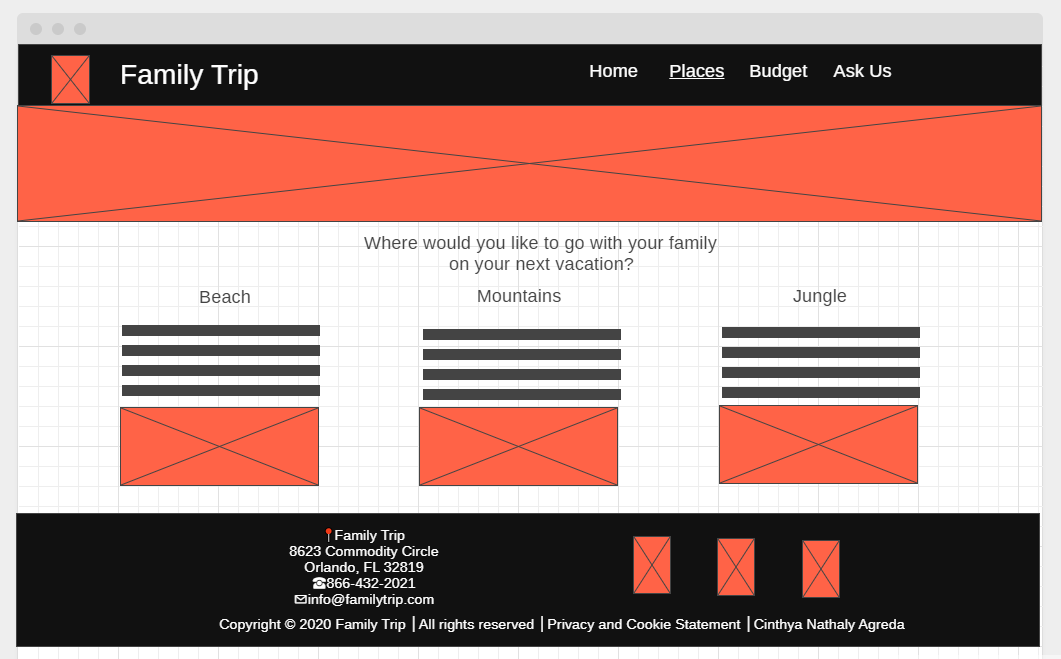 Family Trip
Home Places Budget Ask Us
Where would you like to go with your family
on your next vacation?
Beach
Mountains
Jungle
📍Family Trip
8623 Commodity Circle
Orlando, FL 32819
☎866-432-2021
✉info@familytrip.com
Copyright © 2020 Family Trip | All rights reserved | Privacy and Cookie Statement | Cinthya Nathaly Agreda